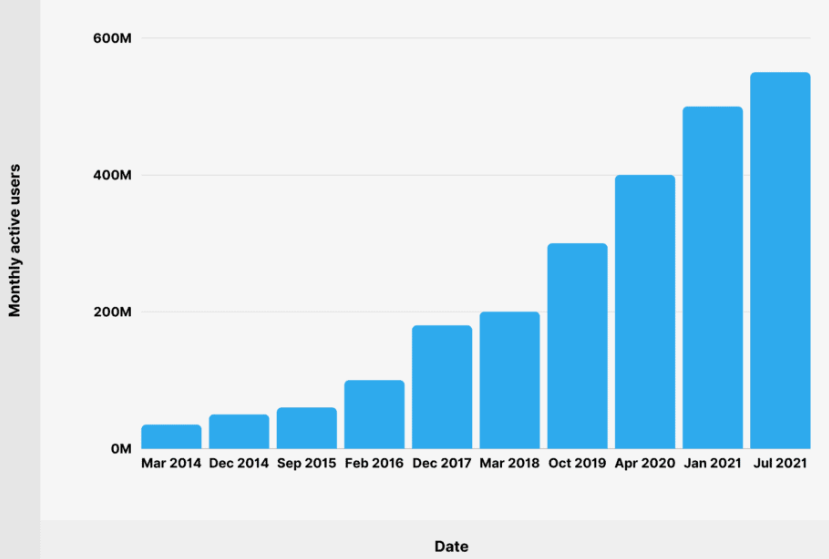 600M
400M
200M
0M
Monthly active users
Mar 2014 Dec 2014 Sep 2015 Feb 2016 Dec 2017 Mar 2018 Oct 2019 Apr 2020 Jan 2021 Jul 2021
Date